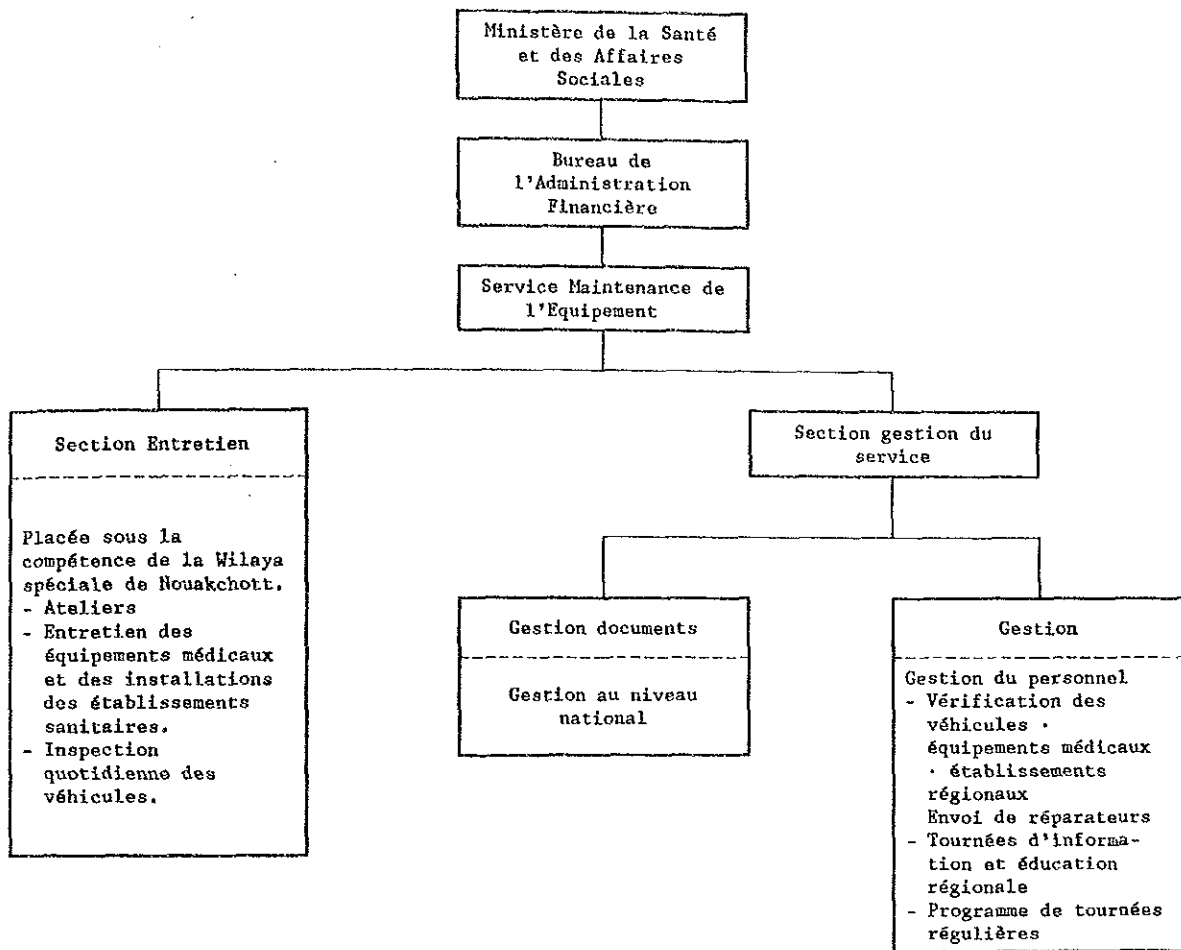 Ministère de la Santé
et des Affaires
Sociales
Bureau de
l'Administration
Financière
Service Maintenance de
l'Equipement
Section Entretien
Placée sous la
compétence de la Wilaya
spéciale de Nouakchott.
- Ateliers
- Entretien des
équipements médicaux
et des installations
des établissements
sanitaires.
- Inspection
quotidienne des
véhicules.
Section gestion du
service
Gestion documents
Gestion au niveau
national
Gestion
Gestion du personnel
- Vérification des
véhicules ·
équipements médicaux
· établissements
régionaux
Envoi de réparateurs
- Tournées d'informa-
tion et éducation
régionale
- Programme de tournées
régulières